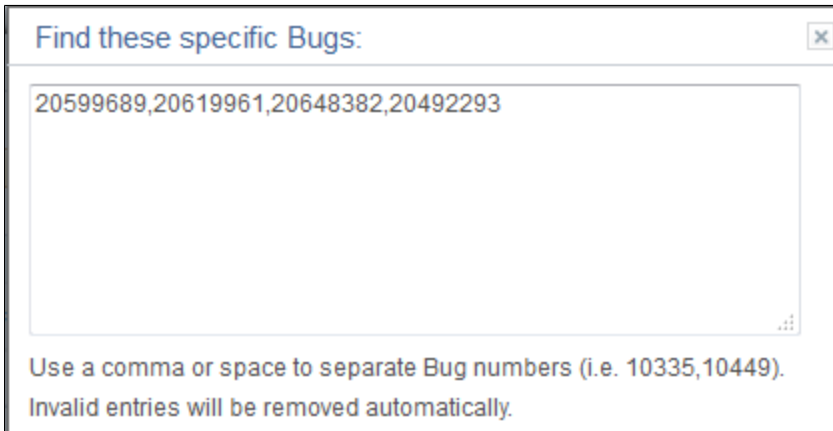 Find these specific Bugs:
20599689,20619961,20648382,20492293
Use a comma or space to separate Bug numbers (i.e. 10335,10449).
Invalid entries will be removed automatically.